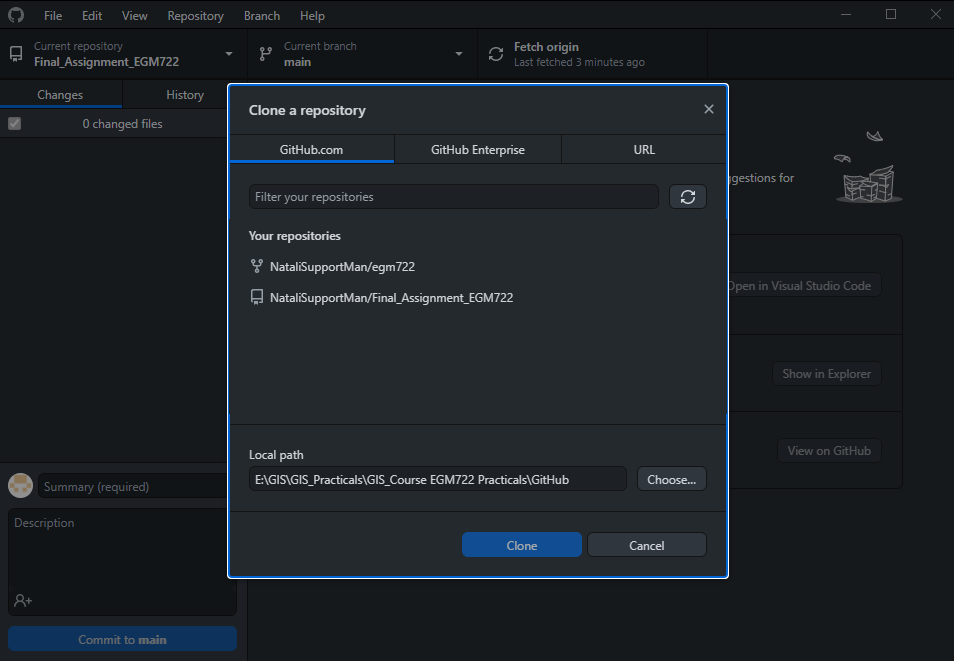 File Edit View Repository Branch Help
Current repository
Final_Assignment_EGM722
Current branch
main
Fetch origin
Last fetched 3 minutes ago
Changes History
0 changed files
Clone a repository
GitHub.com GitHub Enterprise URL
Filter your repositories
Your repositories
NataliSupportMan/egm722
NataliSupportMan/Final_Assignment_EGM722
Local path
E:\GIS\GIS_Practicals\GIS_Course EGM722 Practicals\GitHub
Choose...
Clone Cancel
gestions for
Open in Visual Studio Code
Show in Explorer
View on GitHub
Summary (required)
Description
Commit to main